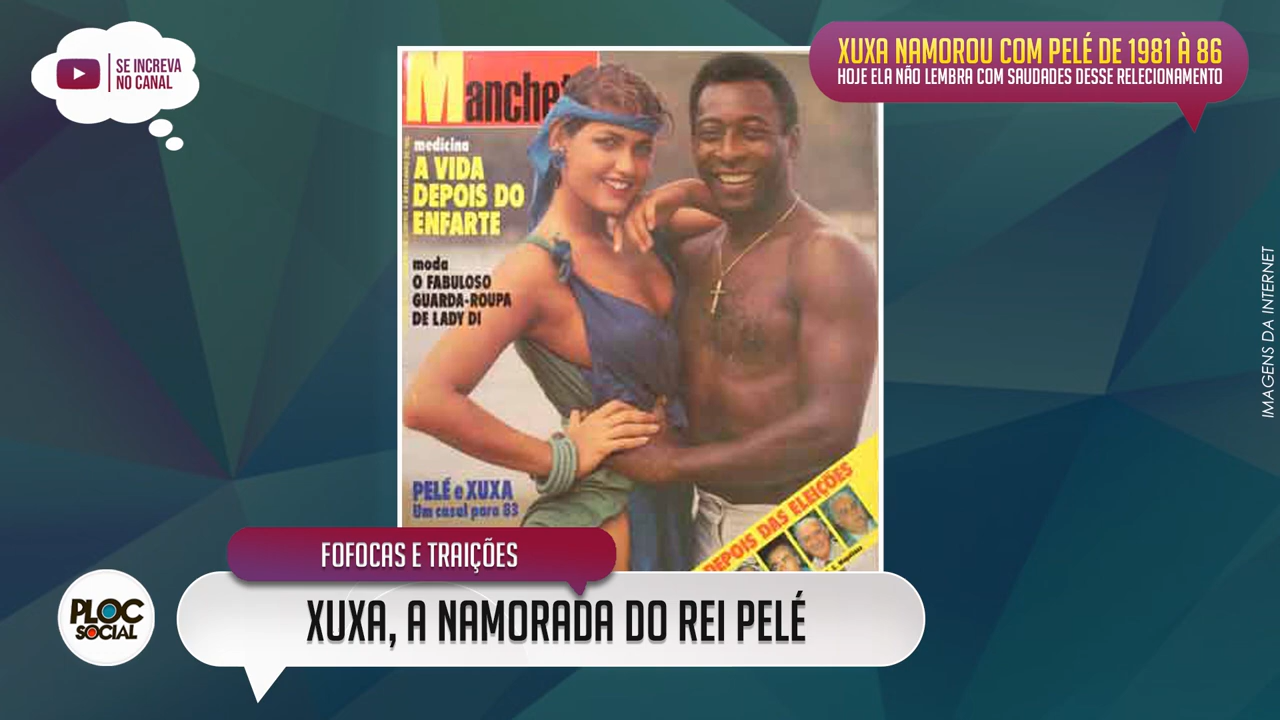 SE INCREVA
NO CANAL
XUXA NAMOROU COM PELÉ DE 1981 À 86
HOJE ELA NÃO LEMBRA COM SAUDADES DESSE RELECIONAMENTO
Manche
medicina
A VIDA
DEPOIS DO
ENFARTE
moda
O FABULOSO
GUARDA-ROUPA
DE LADY DI
PELÉ e XUXA
Um casal para 83
DEPOIS DAS ELEIÇÕES
IMAGENS DA INTERNET
FOFOCAS E TRAIÇÕES
XUXA, A NAMORADA DO REI PELÉ
PLOC
SOCIAL